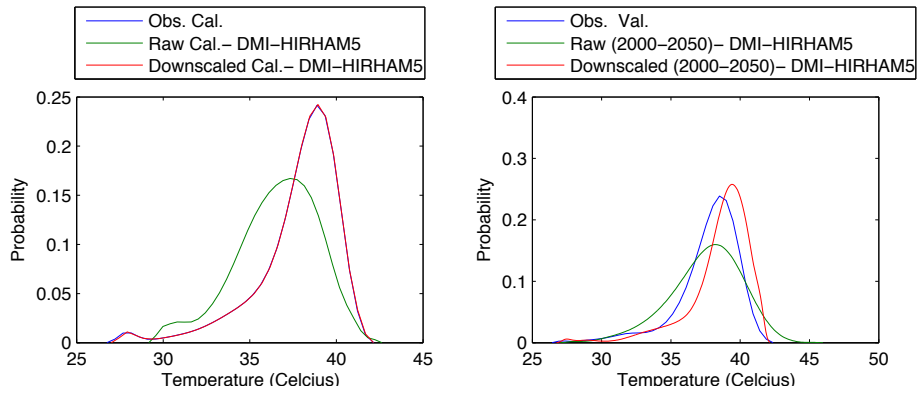 Obs. Cal.
Raw Cal.– DMI–HIRHAM5
Downscaled Cal.– DMI–HIRHAM5
0.25
0.2
0.15
0.1
0.05
0
Probability
25 30 35 40 45
Temperature (Celcius)
Obs. Val.
Raw (2000–2050)– DMI–HIRHAM5
Downscaled (2000–2050)– DMI–HIRHAM5
0.4
0.3
0.2
0.1
0
Probability
25 30 35 40 45 50
Temperature (Celcius)